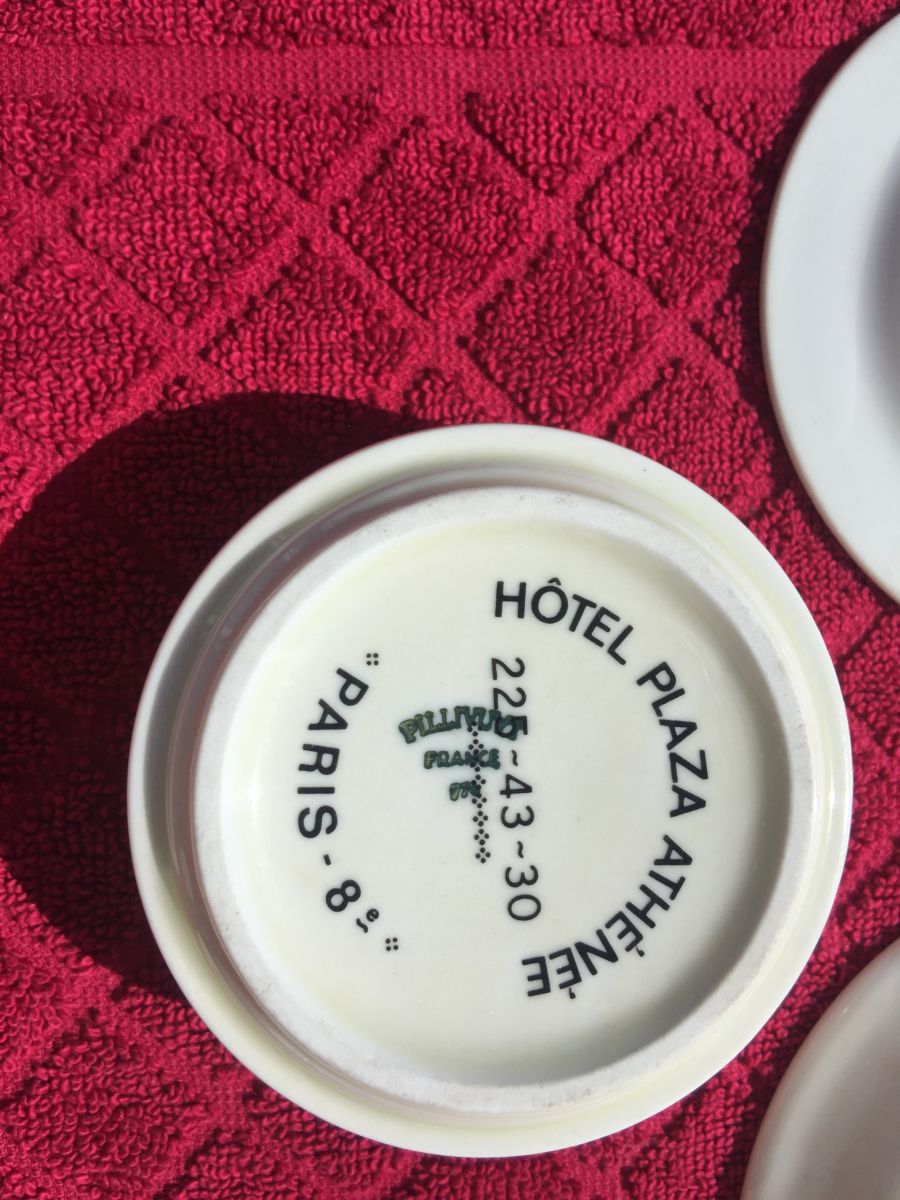 HÔTEL PLAZA ATHÉNÉE
225~43~30
PILLIVUYT
FRANCE
PARIS - 8e